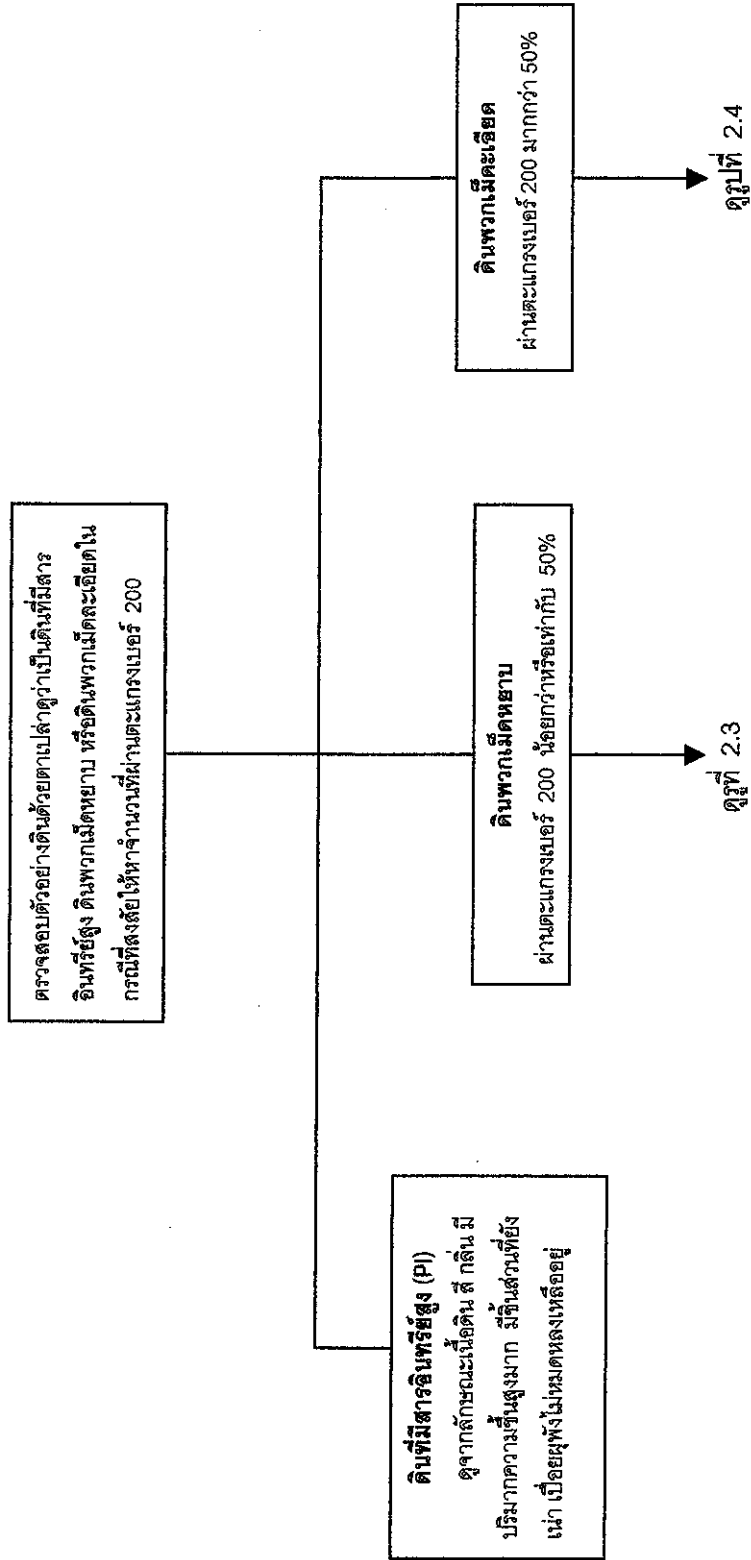 ตรวจสอบตัวอย่างดินด้วยตาเปล่าดูว่าเป็นดินที่มีสาร
อินทรีย์สูง ดินพวกเม็ดหยาบ หรือดินพวกเม็ดละเอียดใน
กรณีที่สงสัยให้หาจำนวนที่ผ่านตะแกรงเบอร์ 200
ดินที่มีสารอินทรีย์สูง (PI)
ดูจากลักษณะเนื้อดิน สี กลิ่น มี
ปริมาณความชื้นสูงมาก มีชิ้นส่วนที่ยัง
เน่า เปื่อยผุพังไม่หมดหลงเหลืออยู่
ดินพวกเม็ดหยาบ
ผ่านตะแกรงเบอร์ 200 น้อยกว่าหรือเท่ากับ 50%
ดูรูที่ 2.3
ดินพวกเม็ดละเอียด
ผ่านตะแกรงเบอร์ 200 มากกว่า 50%
ดูรูปที่ 2.4